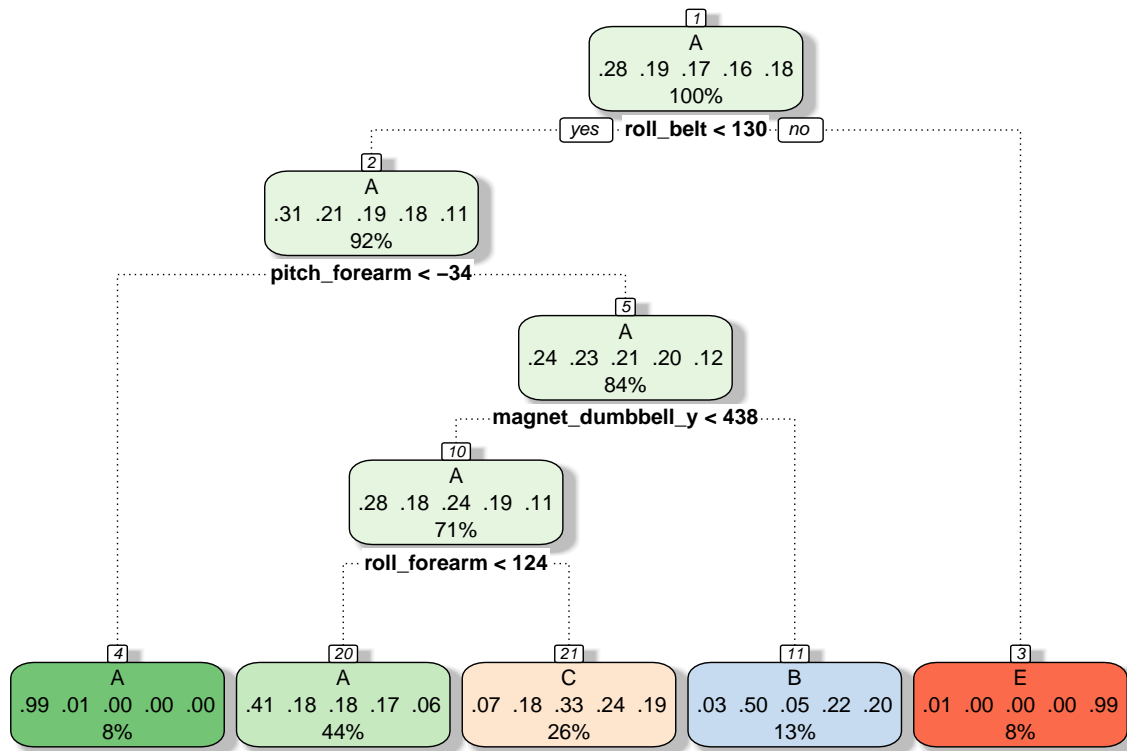 1
A
.28 .19 .17 .16 .18
100%
yes roll_belt < 130 no
2
A
.31 .21 .19 .18 .11
92%
pitch_forearm < −34
5
A
.24 .23 .21 .20 .12
84%
magnet_dumbbell_y < 438
10
A
.28 .18 .24 .19 .11
71%
roll_forearm < 124
4
A
.99 .01 .00 .00 .00
8%
20
A
.41 .18 .18 .17 .06
44%
21
C
.07 .18 .33 .24 .19
26%
11
B
.03 .50 .05 .22 .20
13%
3
E
.01 .00 .00 .00 .99
8%